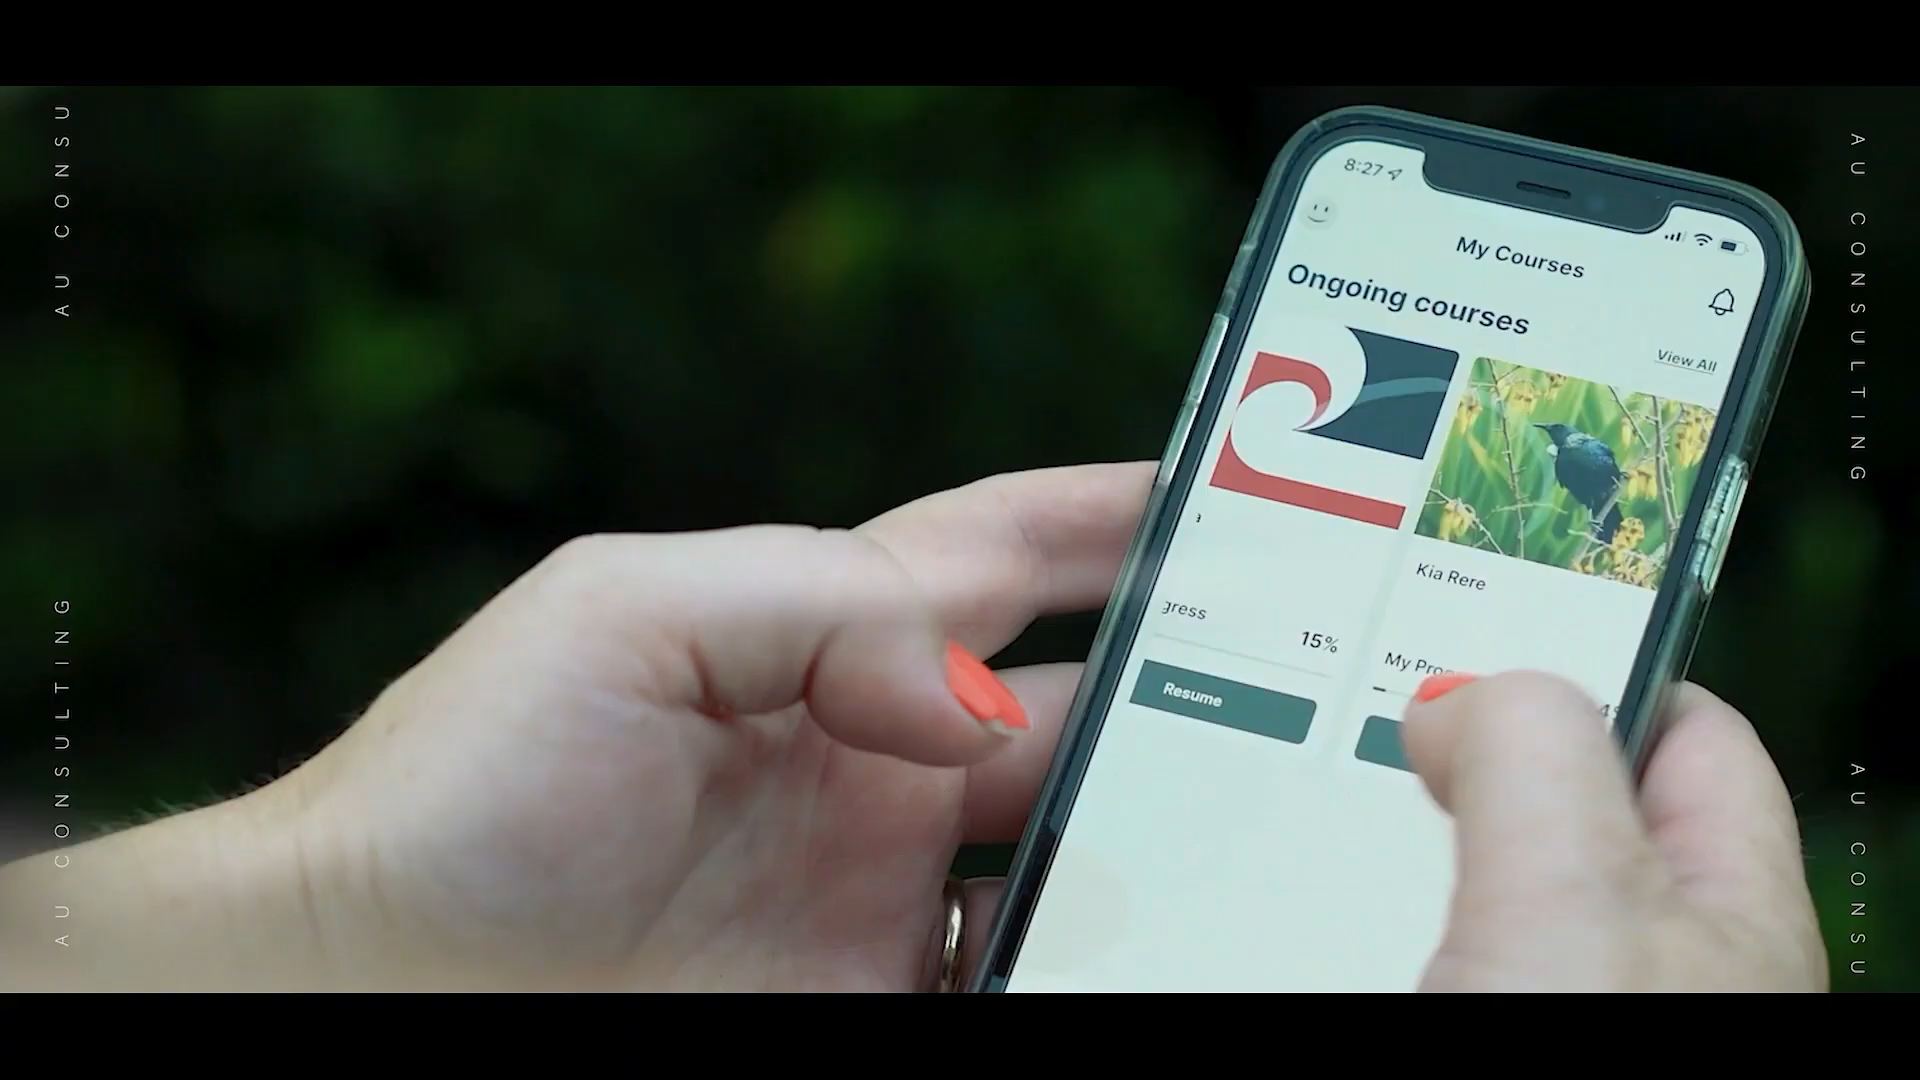 AU CONSU
AU CONSULTING
8:27
My Courses
Ongoing courses
View All
a
gress
15%
Resume
Kia Rere
My Pro
AU CONSULTING
AU CONSU